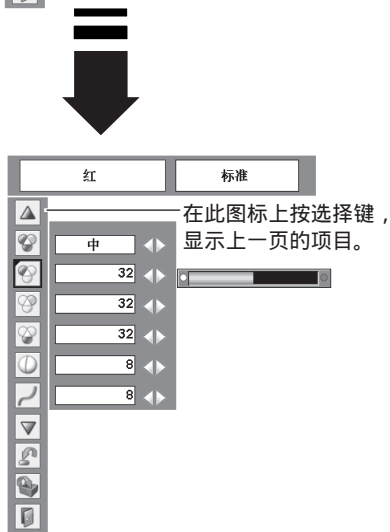 红
标准
在此图标上按选择键，
显示上一页的项目。
中
32
32
32
8
8